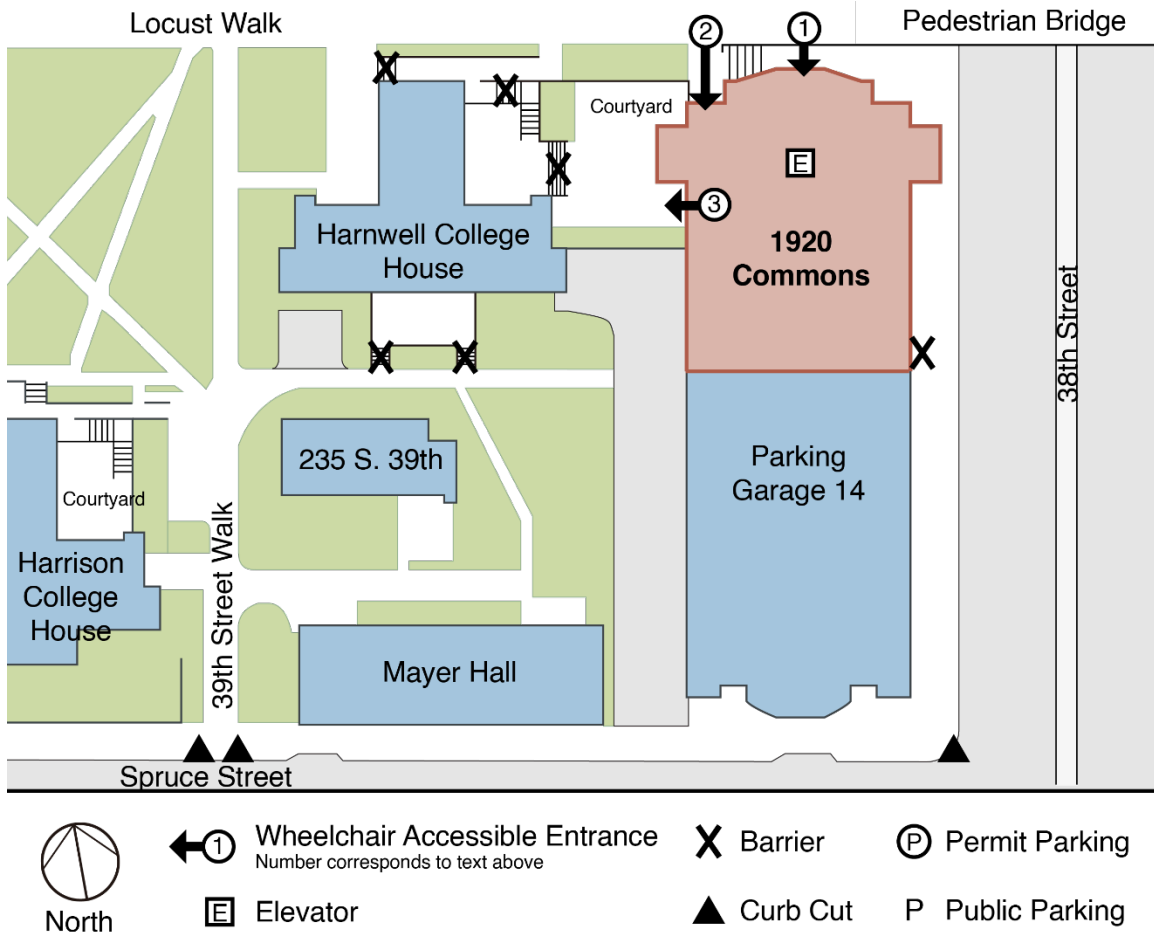 Locust Walk
Pedestrian Bridge
2
1
Courtyard
E
3
Harnwell College
House
1920
Commons
38th Street
235 S. 39th
Parking
Garage 14
Courtyard
Harrison
College
House
39th Street Walk
Mayer Hall
Spruce Street
1
Wheelchair Accessible Entrance
Number corresponds to text above
Barrier
P
Permit Parking
North
E
Elevator
Curb Cut
P
Public Parking